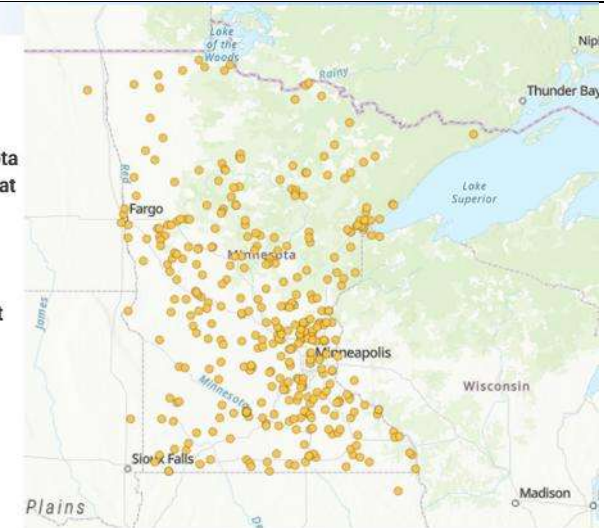 Lake
of the
Woods
Nipi
Rainy
Thunder Bay
ta
at
Red
Fargo
Lake
Superior
Minnesota
t
James
Minneapolis
Minnesota
Wisconsin
Sioux Falls
Plains
Madison
De